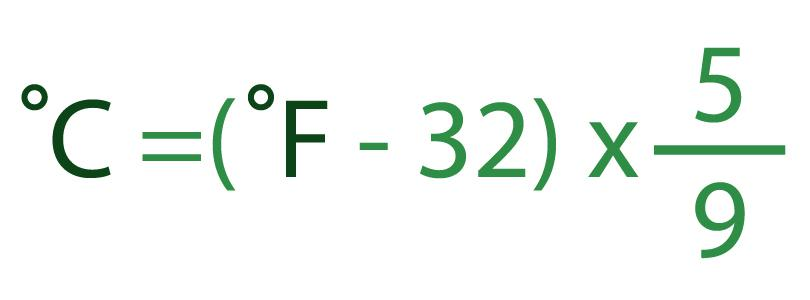 °C = (°F - 32) x 5/9